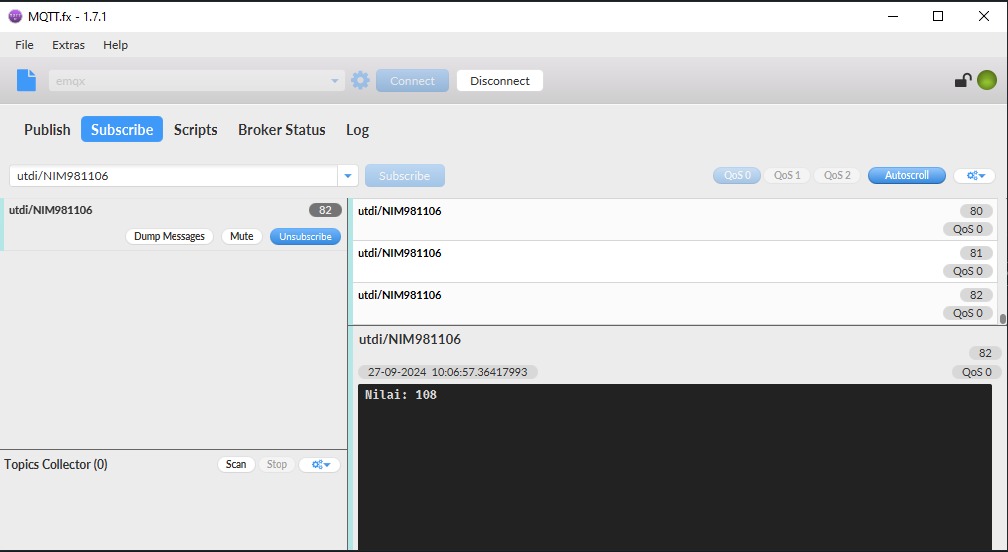 MQTT.fx - 1.7.1
File Extras Help
emqx Connect Disconnect
Publish Subscribe Scripts Broker Status Log
utdi/NIM981106 Subscribe QoS 0 QoS 1 QoS 2 Autoscroll
utdi/NIM981106 82
Dump Messages Mute Unsubscribe
utdi/NIM981106 80
QoS 0
utdi/NIM981106 81
QoS 0
utdi/NIM981106 82
QoS 0
utdi/NIM981106
82
27-09-2024 10:06:57.36417993 QoS 0
Nilai: 108
Topics Collector (0) Scan Stop